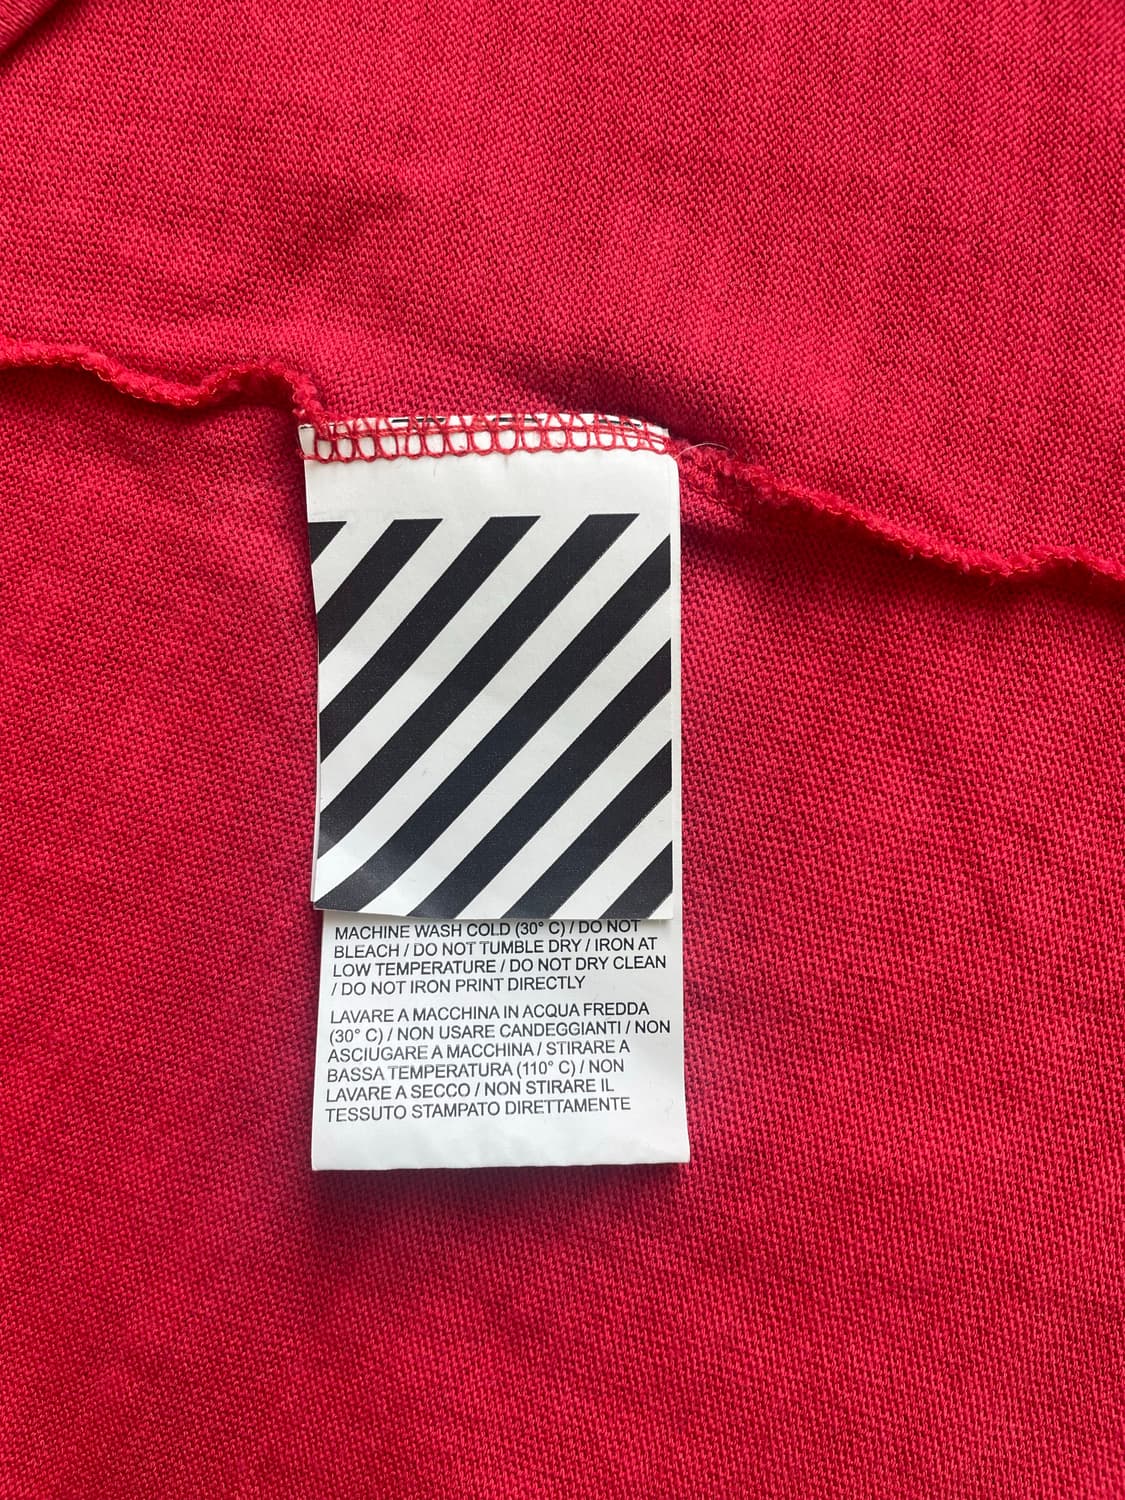 MACHINE WASH COLD (30° C) / DO NOT
BLEACH / DO NOT TUMBLE DRY / IRON AT
LOW TEMPERATURE / DO NOT DRY CLEAN
/ DO NOT IRON PRINT DIRECTLY
LAVARE A MACCHINA IN ACQUA FREDDA
(30° C) / NON USARE CANDEGGIANTI / NON
ASCIUGARE A MACCHINA / STIRARE A
BASSA TEMPERATURA (110° C) / NON
LAVARE A SECCO / NON STIRARE IL
TESSUTO STAMPATO DIRETTAMENTE